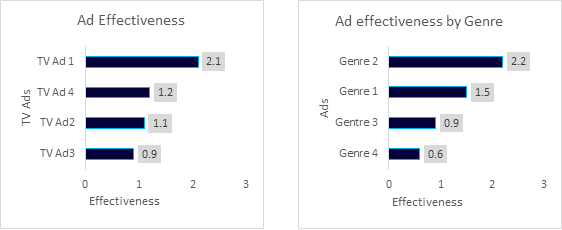 Ad Effectiveness
TV Ads
TV Ad 1
2.1
TV Ad 4
1.2
TV Ad2
1.1
TV Ad3
0.9
0 1 2 3
Effectiveness
Ad effectiveness by Genre
Ads
Genre 2
2.2
Genre 1
1.5
Gentre 3
0.9
Genre 4
0.6
0 1 2 3
Effectiveness